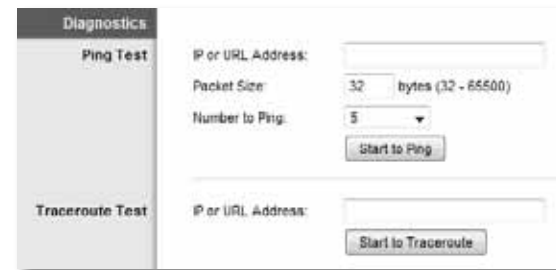 Diagnostics
Ping Test
IP or URL Address:
Packet Size: 32 bytes (32 - 65500)
Number to Ping: 5
Start to Ping
Traceroute Test
IP or URL Address:
Start to Traceroute